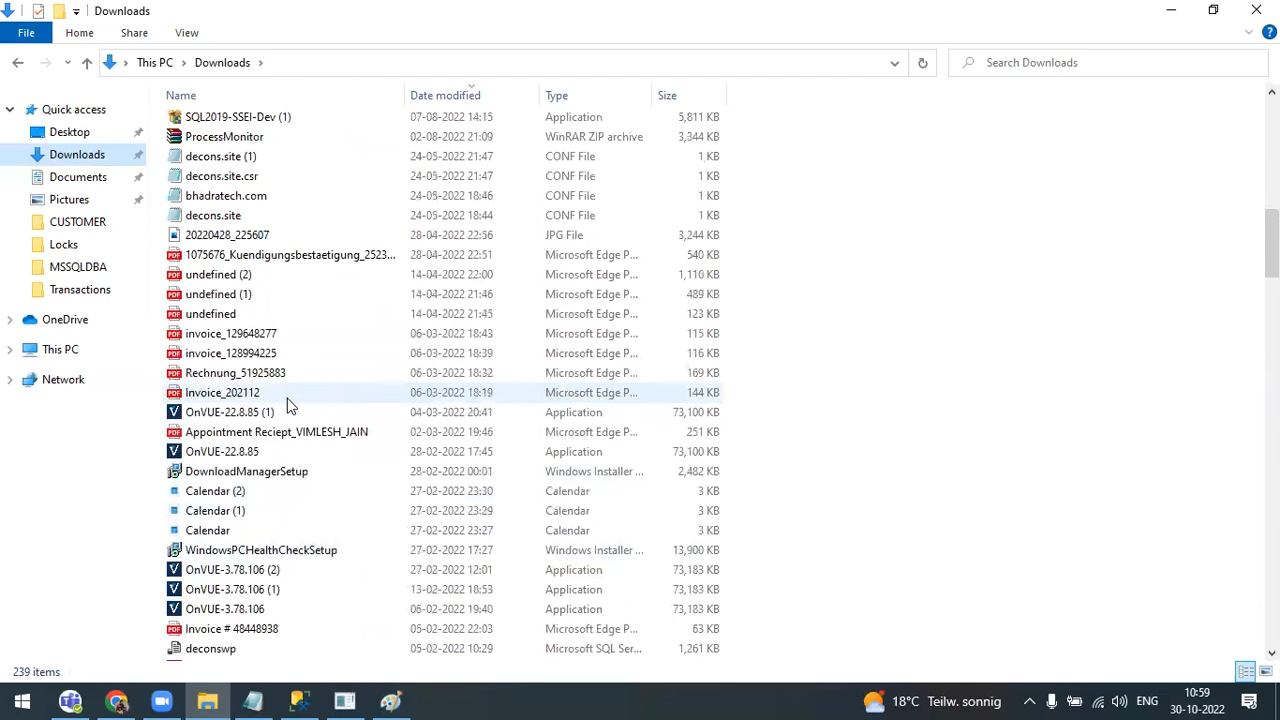 Downloads
File Home Share View
This PC > Downloads > Search Downloads
Name Date modified Type Size
Quick access
Desktop
Downloads
Documents
Pictures
CUSTOMER
Locks
MSSQLDBA
Transactions
OneDrive
This PC
Network
SQL2019-SSEI-Dev (1) 07-08-2022 14:15 Application 5,811 KB
ProcessMonitor 02-08-2022 21:09 WinRAR ZIP archive 3,344 KB
decons.site (1) 24-05-2022 21:47 CONF File 1 KB
decons.site.csr 24-05-2022 21:47 CONF File 1 KB
bhadratech.com 24-05-2022 18:46 CONF File 1 KB
decons.site 24-05-2022 18:44 CONF File 1 KB
20220428_225607 28-04-2022 22:56 JPG File 3,244 KB
1075676_Kuendigungsbestaetigung_2523... 28-04-2022 22:51 Microsoft Edge P... 540 KB
undefined (2) 14-04-2022 22:00 Microsoft Edge P... 1,116 KB
undefined (1) 14-04-2022 21:46 Microsoft Edge P... 489 KB
undefined 14-04-2022 21:45 Microsoft Edge P... 123 KB
invoice_129648277 06-03-2022 18:43 Microsoft Edge P... 115 KB
invoice_128994225 06-03-2022 18:39 Microsoft Edge P... 116 KB
Rechnung_51925883 06-03-2022 18:32 Microsoft Edge P... 169 KB
Invoice_202112 06-03-2022 18:19 Microsoft Edge P... 144 KB
OnVUE-22.8.85 (1) 04-03-2022 20:41 Application 73,100 KB
Appointment Reciept_VIMLESH_JAIN 02-03-2022 19:46 Microsoft Edge P... 251 KB
OnVUE-22.8.85 28-02-2022 17:45 Application 73,100 KB
DownloadManagerSetup 28-02-2022 00:01 Windows Installer ... 2,482 KB
Calendar (2) 27-02-2022 23:30 Calendar 3 KB
Calendar (1) 27-02-2022 23:29 Calendar 3 KB
Calendar 27-02-2022 23:27 Calendar 3 KB
WindowsPCHealthCheckSetup 27-02-2022 17:27 Windows Installer ... 13,900 KB
OnVUE-3.78.106 (2) 27-02-2022 12:01 Application 73,183 KB
OnVUE-3.78.106 (1) 13-02-2022 18:53 Application 73,183 KB
OnVUE-3.78.106 06-02-2022 19:40 Application 73,183 KB
Invoice # 48448938 05-02-2022 22:03 Microsoft Edge P... 63 KB
deconswp 05-02-2022 10:29 Microsoft SQL Ser... 1,261 KB
239 items
18°C Teilw. sonnig ENG 10:59
30-10-2022